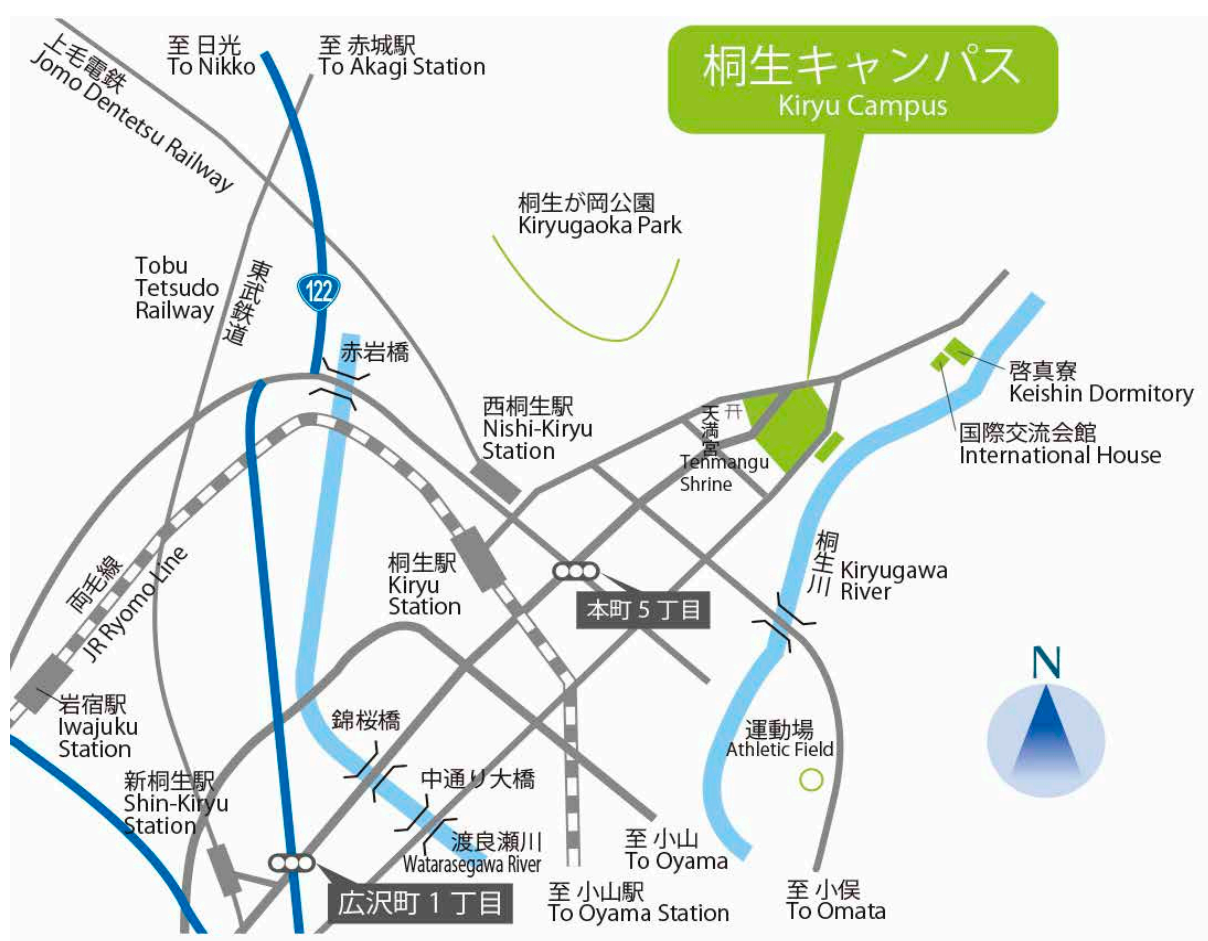 至 日光
To Nikko
至 赤城駅
To Akagi Station
上毛電鉄
Jomo Dentetsu Railway
桐生キャンパス
Kiryu Campus
桐生が岡公園
Kiryugaoka Park
Tobu
Tetsudo
Railway
東武鉄道
122
赤岩橋
西桐生駅
Nishi-Kiryu
Station
天満宮
Tenmangu
Shrine
啓真寮
Keishin Dormitory
国際交流会館
International House
両毛線
JR Ryomo Line
桐生駅
Kiryu
Station
本町 5 丁目
桐生川
Kiryugawa
River
N
岩宿駅
Iwajuku
Station
錦桜橋
運動場
Athletic Field
新桐生駅
Shin-Kiryu
Station
中通り大橋
渡良瀬川
Watarasegawa River
至 小山
To Oyama
広沢町 1 丁目
至 小山駅
To Oyama Station
至 小俣
To Omata